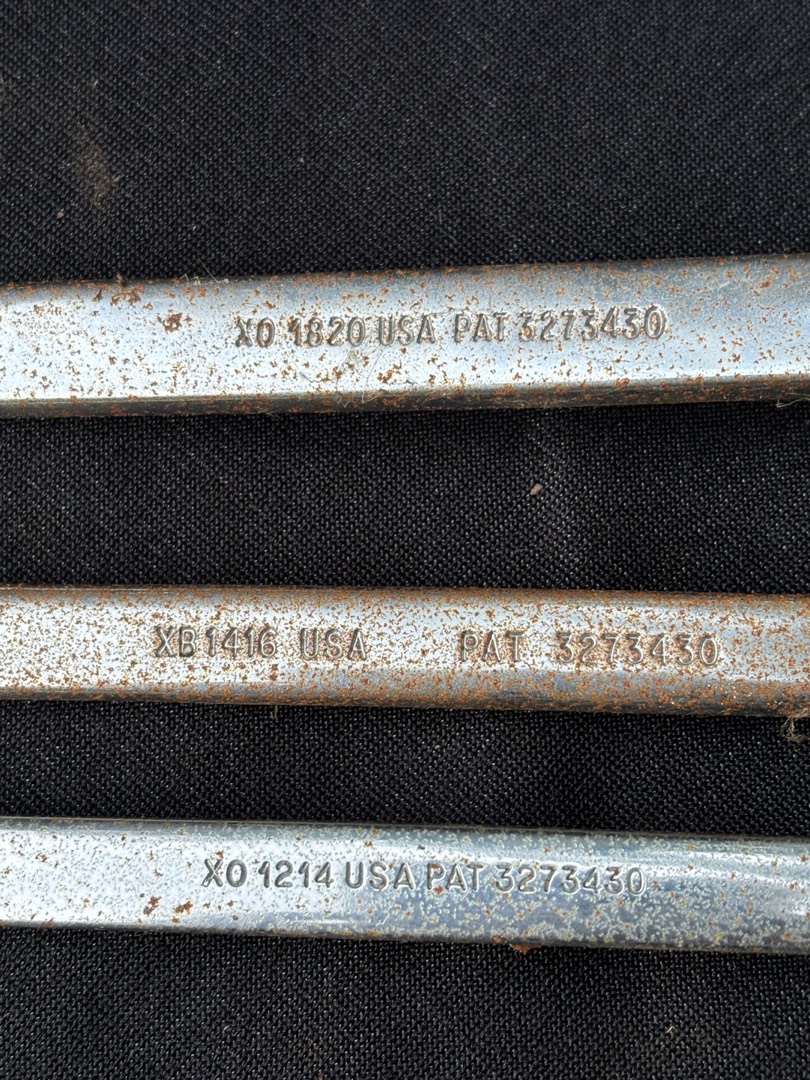 XO 1820 USA PAT 3273430
XB1416 USA PAT 3273430
XO 1214 USA PAT 3273430